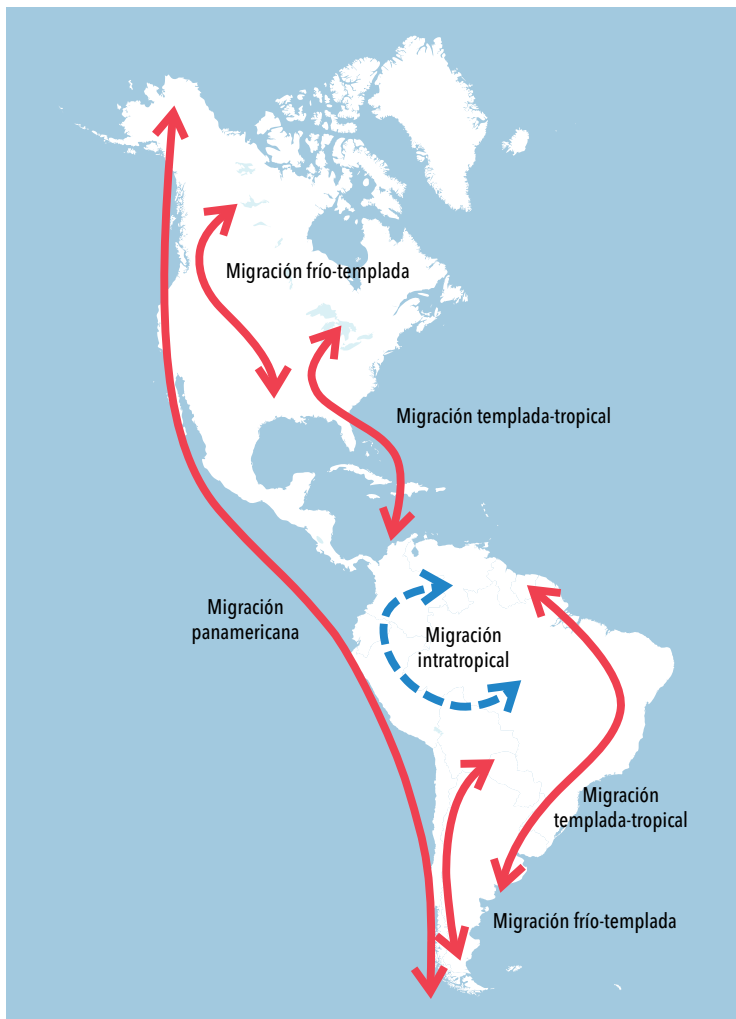 Migración frío-templada
Migración templada-tropical
Migración
panamericana
Migración
intratropical
Migración
templada-tropical
Migración frío-templada